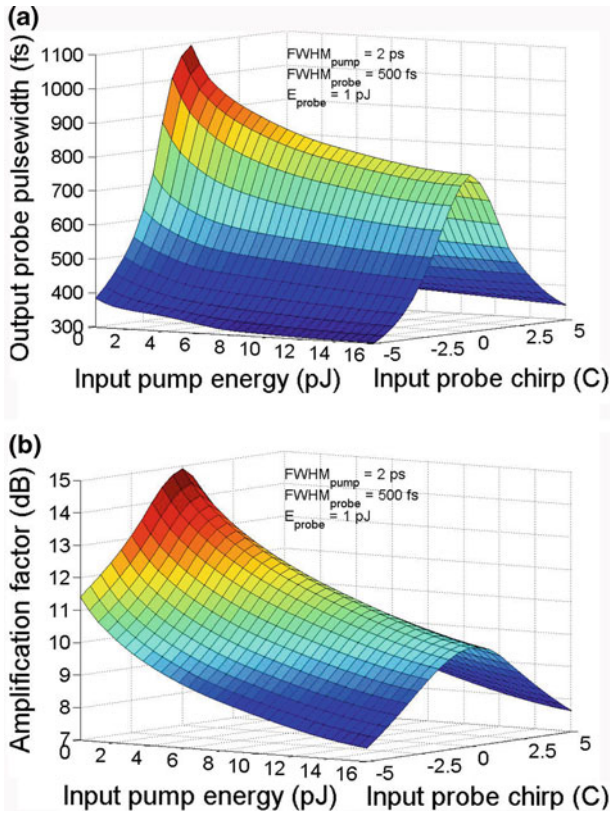 (a)
FWHMpump = 2 ps
FWHMprobe = 500 fs
Eprobe = 1 pJ
Output probe pulsewidth (fs)
1100
1000
900
800
700
600
500
400
300
0 2 4 6 8 10 12 14 16
-5 0 2.5 5
Input pump energy (pJ)
Input probe chirp (C)
(b)
FWHMpump = 2 ps
FWHMprobe = 500 fs
Eprobe = 1 pJ
Amplification factor (dB)
15
14
13
12
11
10
9
8
7
0 2 4 6 8 10 12 14 16
-5 -2.5 0 2.5 5
Input pump energy (pJ)
Input probe chirp (C)